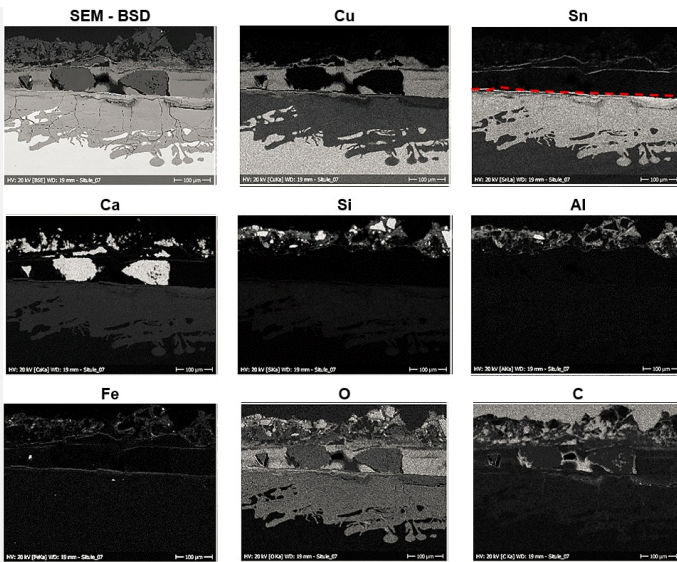 SEM - BSD
Cu
Sn
HV: 20 kV [BSE] WD: 19 mm - Situle_07
100 µm
HV: 20 kV [CuKa] WD: 19 mm - Situle_07
100 µm
HV: 20 kV [SnLa] WD: 19 mm - Situle_07
100 µm
Ca
Si
Al
HV: 20 kV [CaKa] WD: 19 mm - Situle_07
100 µm
HV: 20 kV [SiKa] WD: 19 mm - Situle_07
100 µm
HV: 20 kV [AlKa] WD: 19 mm - Situle_07
100 µm
Fe
O
C
HV: 20 kV [FeKa] WD: 19 mm - Situle_07
100 µm
HV: 20 kV [OKa] WD: 19 mm - Situle_07
100 µm
HV: 20 kV [C Ka] WD: 19 mm - Situle_07
100 µm